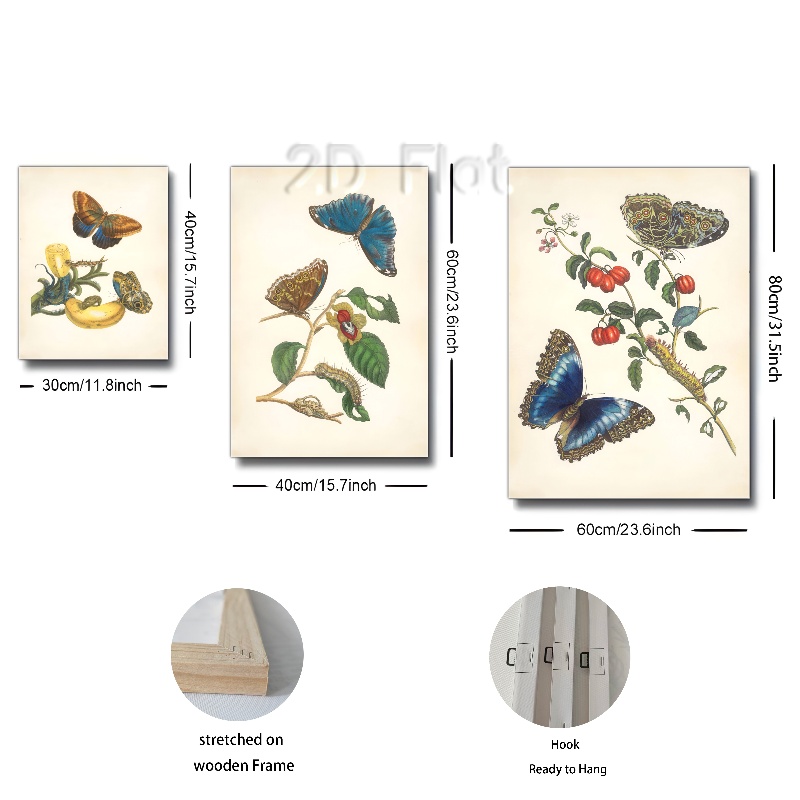 2D Flat
40cm/15.7inch
30cm/11.8inch
60cm/23.6inch
40cm/15.7inch
80cm/31.5inch
60cm/23.6inch
stretched on
wooden Frame
Hook
Ready to Hang